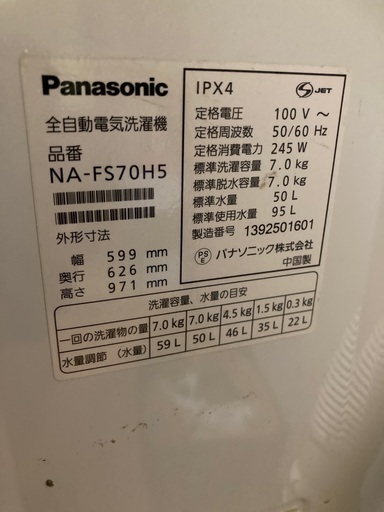 Panasonic
全自動電気洗濯機
品番
NA-FS70H5
外形寸法
幅 599 mm
奥行 626 mm
高さ 971 mm
IPX4
S JET
定格電圧 100 V ～
定格周波数 50/60 Hz
定格消費電力 245 W
標準洗濯容量 7.0 kg
標準脱水容量 7.0 kg
標準水量 50 L
標準使用水量 95 L
製造番号 1392501601
PSE パナソニック株式会社
中国製
洗濯容量、水量の目安
一回の洗濯物の量 7.0 kg 7.0 kg 4.5 kg 1.5 kg 0.3 kg
水量調節（水量） 59 L 50 L 46 L 35 L 22 L